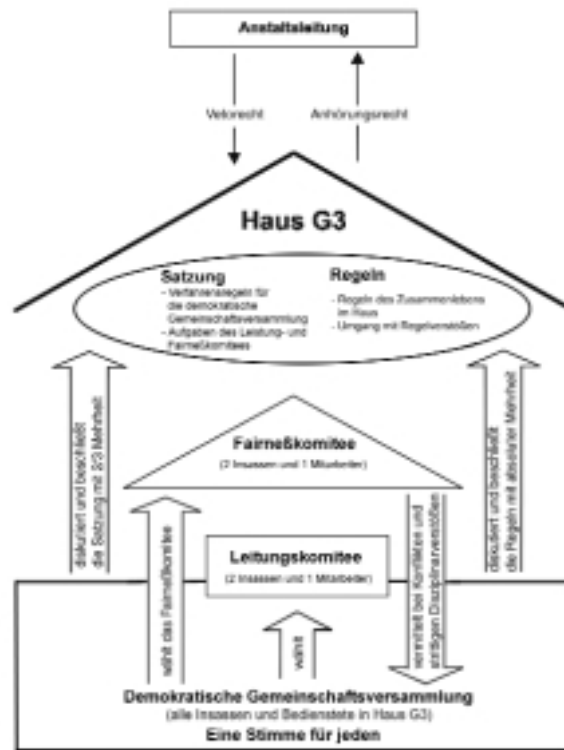 Anstaltsleitung
Vetorecht
Anhörungsrecht
Haus G3
Satzung
- Verfahrensregeln für
die demokratische
Gemeinschaftsversammlung
- Aufgaben des Leistung- und
Fairneßkomitees
Regeln
- Regeln des Zusammenlebens
im Haus
- Umgang mit Regelverstößen
diskutiert und beschließt
die Satzung mit 2/3 Mehrheit
diskutiert und beschließt
die Regeln mit absoluter Mehrheit
Fairneßkomitee
(2 Insassen und 1 Mitarbeiter)
wählt das Fairneßkomitee
vermittelt bei Konflikten und
strittigen Disziplinarverstößen
Leitungskomitee
(2 Insassen und 1 Mitarbeiter)
wählt
Demokratische Gemeinschaftsversammlung
(alle Insassen und Bedienstete in Haus G3)
Eine Stimme für jeden